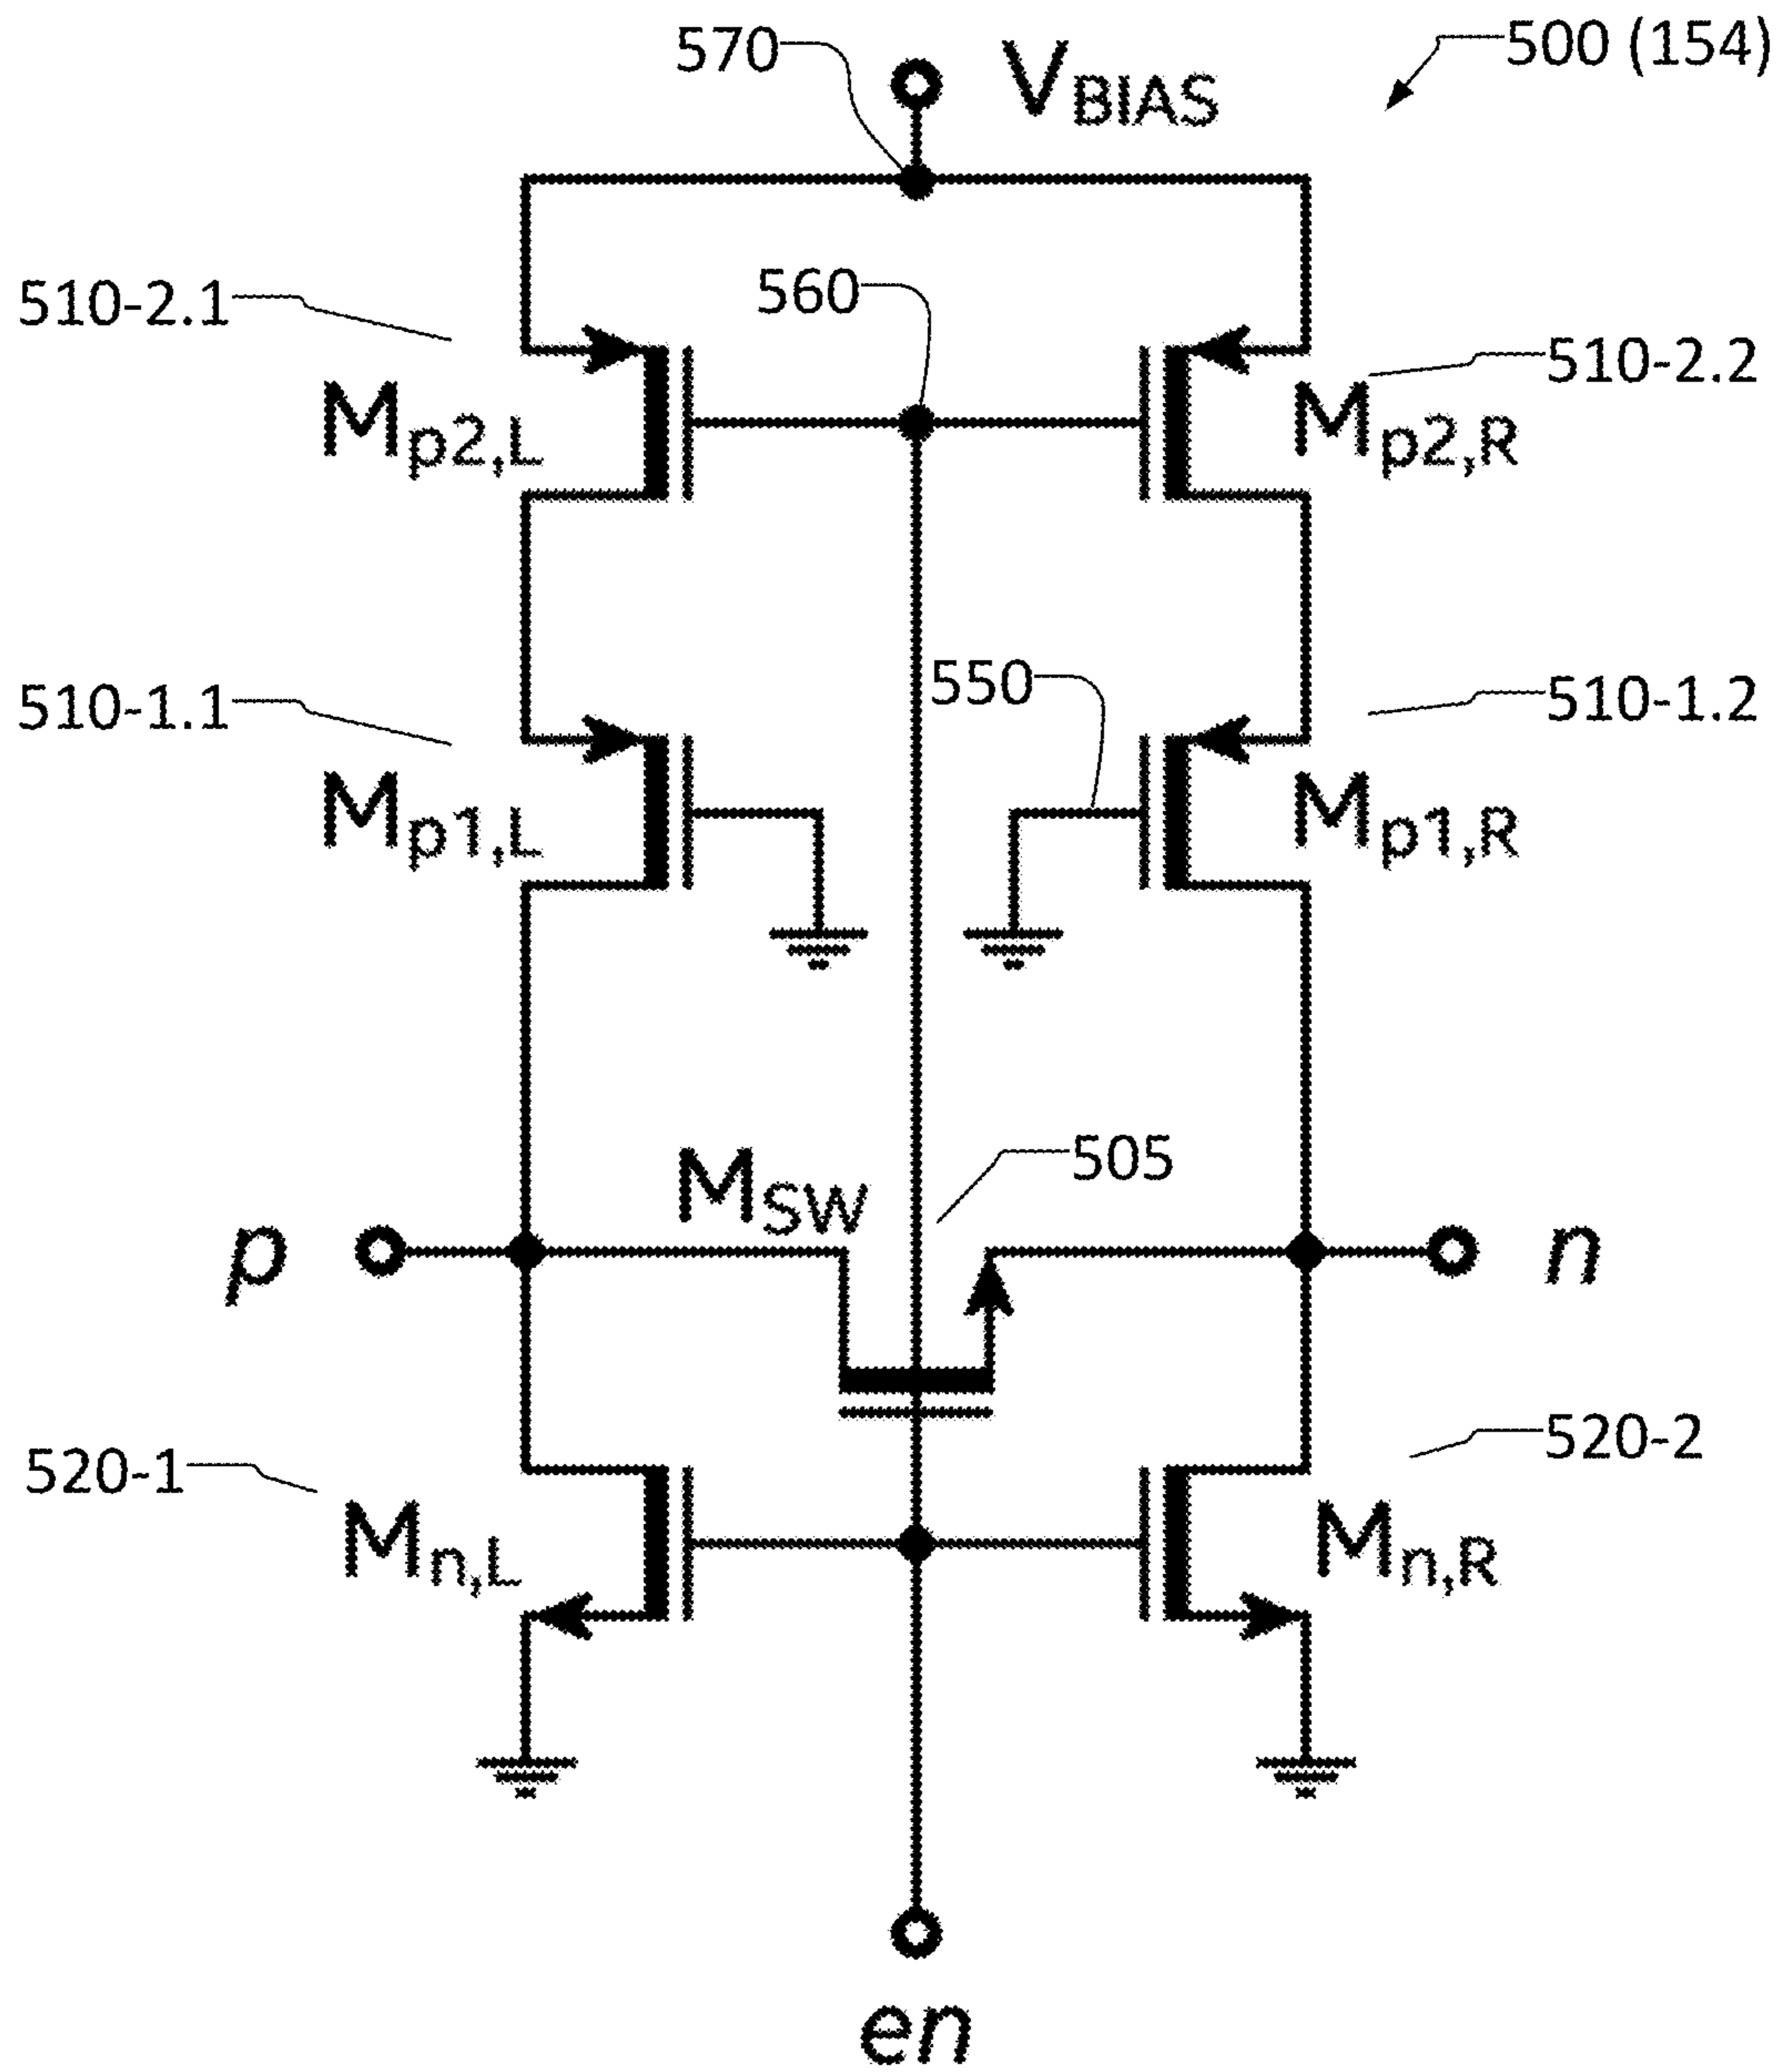 570
500 (154)
VBIAS
510-2.1
560
510-2.2
Mp2,L
Mp2,R
510-1.1
550
510-1.2
Mp1,L
Mp1,R
MSW
505
p
n
520-1
520-2
Mn,L
Mn,R
en